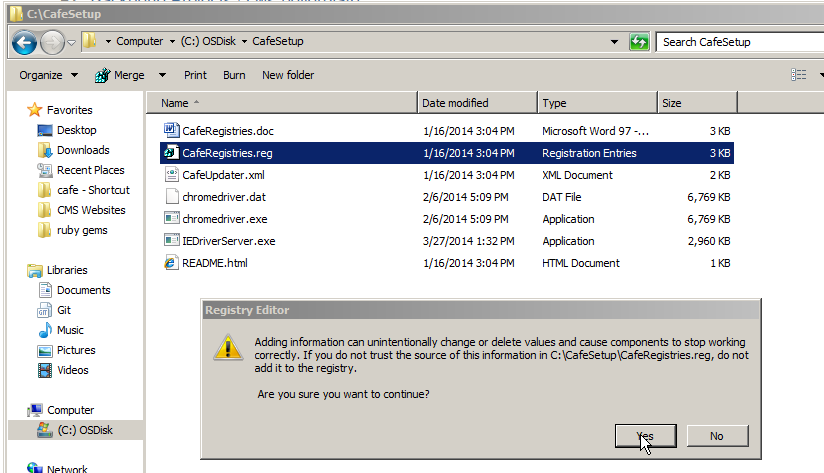 C:\CafeSetup
Computer (C:) OSDisk CafeSetup Search CafeSetup
Organize Merge Print Burn New folder
Name Date modified Type Size
Favorites
Desktop
Downloads
Recent Places
cafe - Shortcut
CMS Websites
ruby gems
Libraries
Documents
Git
Music
Pictures
Videos
Computer
(C:) OSDisk
Network
CafeRegistries.doc 1/16/2014 3:04 PM Microsoft Word 97 -... 3 KB
CafeRegistries.reg 1/16/2014 3:04 PM Registration Entries 3 KB
CafeUpdater.xml 1/16/2014 3:04 PM XML Document 2 KB
chromedriver.dat 2/6/2014 5:09 PM DAT File 6,769 KB
chromedriver.exe 2/6/2014 5:09 PM Application 6,769 KB
IEDriverServer.exe 3/27/2014 1:32 PM Application 2,960 KB
README.html 1/16/2014 3:04 PM HTML Document 1 KB
Registry Editor
Adding information can unintentionally change or delete values and cause components to stop working
correctly. If you do not trust the source of this information in C:\CafeSetup\CafeRegistries.reg, do not
add it to the registry.
Are you sure you want to continue?
Yes No